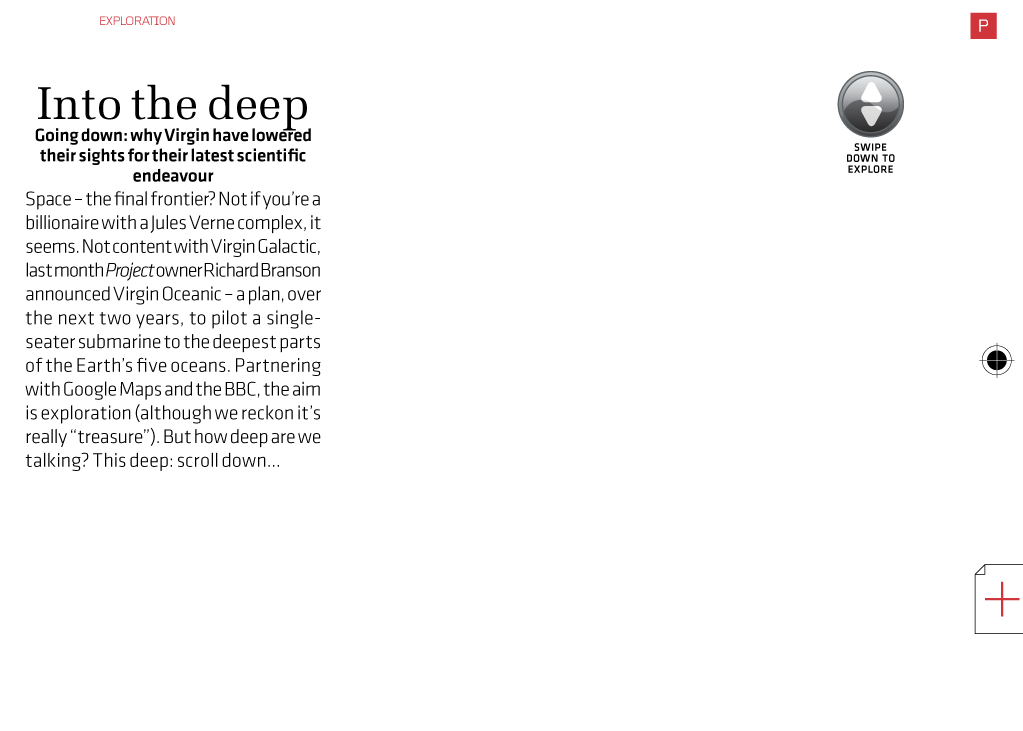 EXPLORATION
P
Into the deep
Going down: why Virgin have lowered
their sights for their latest scientific
endeavour
Space – the final frontier? Not if you’re a
billionaire with a Jules Verne complex, it
seems. Not content with Virgin Galactic,
last month Project owner Richard Branson
announced Virgin Oceanic – a plan, over
the next two years, to pilot a single-
seater submarine to the deepest parts
of the Earth’s five oceans. Partnering
with Google Maps and the BBC, the aim
is exploration (although we reckon it’s
really “treasure”). But how deep are we
talking? This deep: scroll down...
SWIPE
DOWN TO
EXPLORE